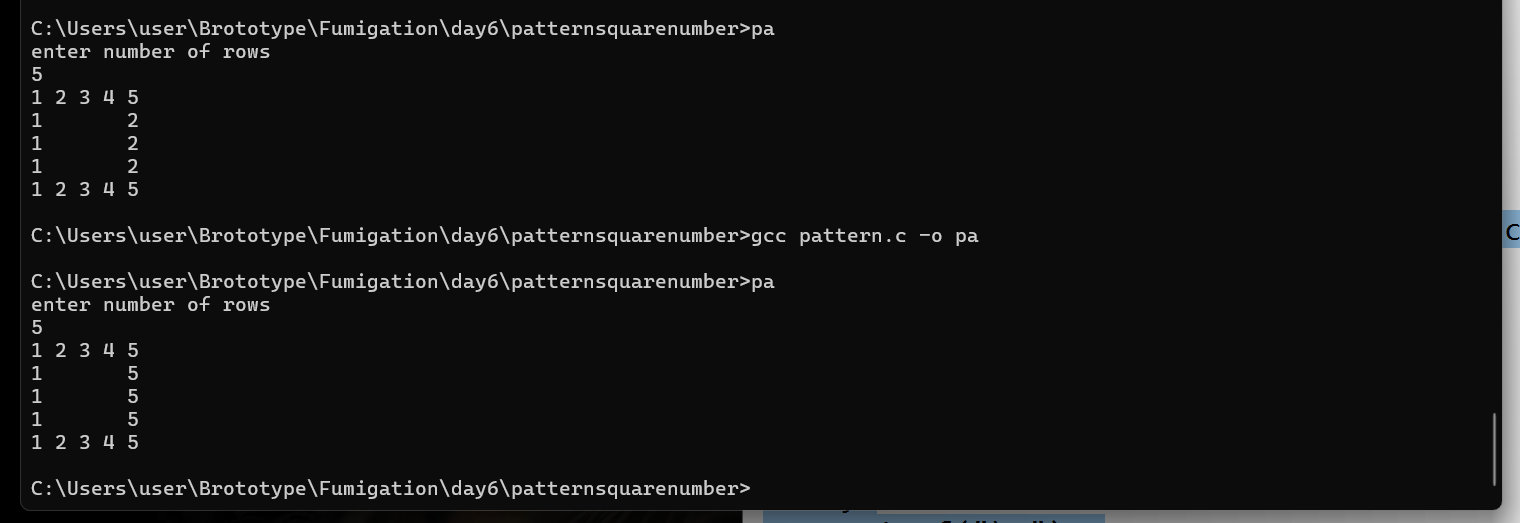 C:\Users\user\Brototype\Fumigation\day6\patternsquarenumber>pa
enter number of rows
5
1 2 3 4 5
1       2
1       2
1       2
1 2 3 4 5
C:\Users\user\Brototype\Fumigation\day6\patternsquarenumber>gcc pattern.c -o pa
C:\Users\user\Brototype\Fumigation\day6\patternsquarenumber>pa
enter number of rows
5
1 2 3 4 5
1       5
1       5
1       5
1 2 3 4 5
C:\Users\user\Brototype\Fumigation\day6\patternsquarenumber>